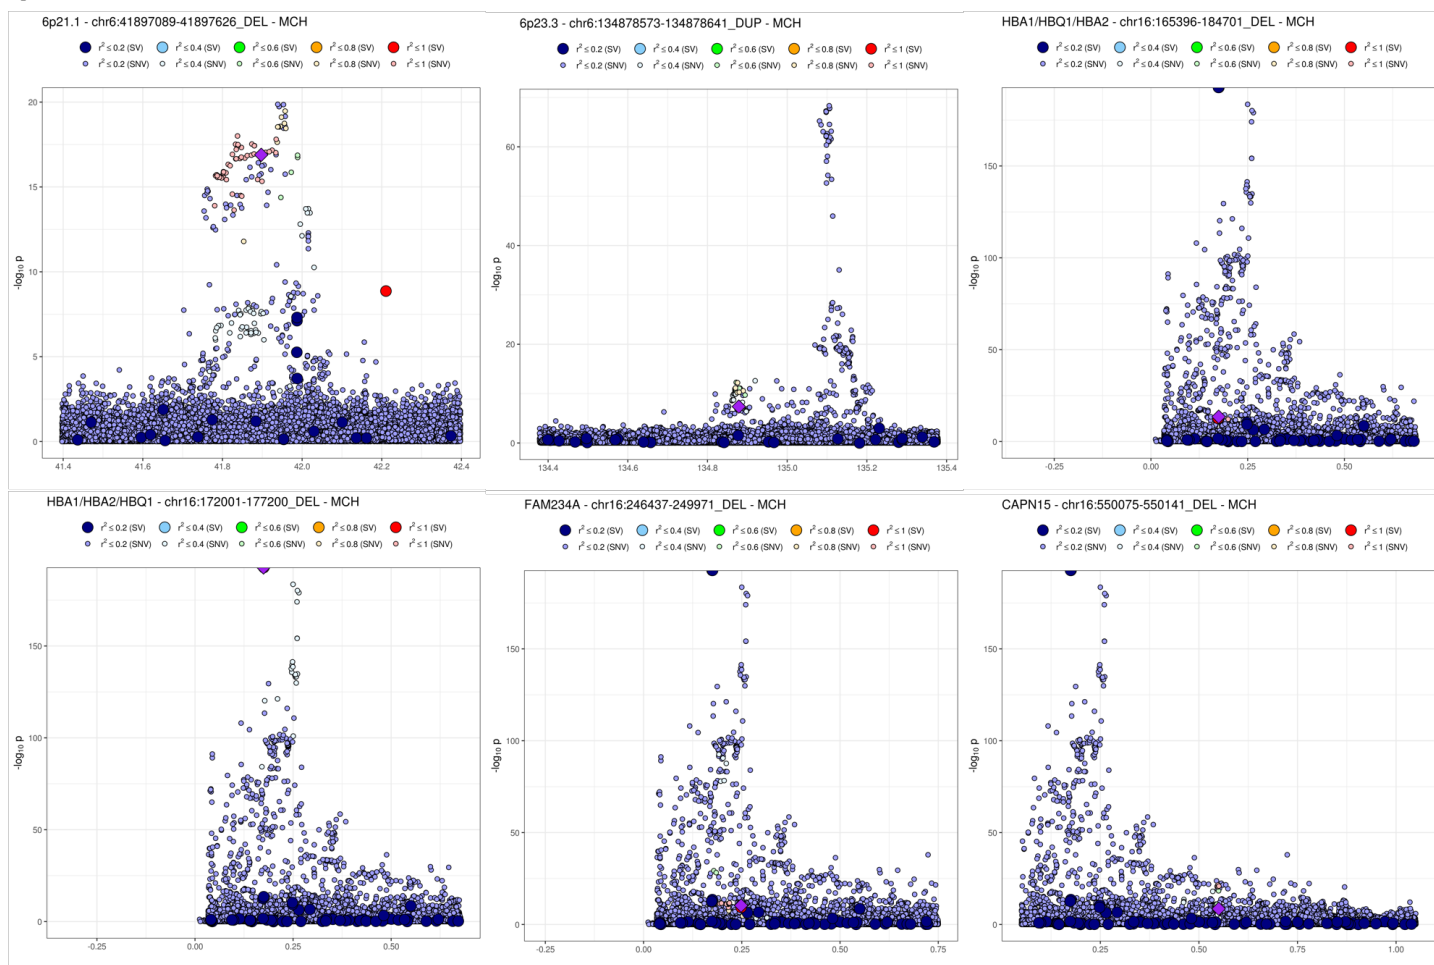 6p21.1 - chr6:41897089-41897626_DEL - MCH
r² ≤ 0.2 (SV) r² ≤ 0.4 (SV) r² ≤ 0.6 (SV) r² ≤ 0.8 (SV) r² ≤ 1 (SV)
r² ≤ 0.2 (SNV) r² ≤ 0.4 (SNV) r² ≤ 0.6 (SNV) r² ≤ 0.8 (SNV) r² ≤ 1 (SNV)
20
15
10
5
0
-log₁₀ p
41.4 41.6 41.8 42.0 42.2 42.4
6p23.3 - chr6:134878573-134878641_DUP - MCH
r² ≤ 0.2 (SV) r² ≤ 0.4 (SV) r² ≤ 0.6 (SV) r² ≤ 0.8 (SV) r² ≤ 1 (SV)
r² ≤ 0.2 (SNV) r² ≤ 0.4 (SNV) r² ≤ 0.6 (SNV) r² ≤ 0.8 (SNV) r² ≤ 1 (SNV)
60
40
20
0
-log₁₀ p
134.4 134.6 134.8 135.0 135.2 135.4
HBA1/HBQ1/HBA2 - chr16:165396-184701_DEL - MCH
r² ≤ 0.2 (SV) r² ≤ 0.4 (SV) r² ≤ 0.6 (SV) r² ≤ 0.8 (SV) r² ≤ 1 (SV)
r² ≤ 0.2 (SNV) r² ≤ 0.4 (SNV) r² ≤ 0.6 (SNV) r² ≤ 0.8 (SNV) r² ≤ 1 (SNV)
150
100
50
0
-log₁₀ p
-0.25 0.00 0.25 0.50
HBA1/HBA2/HBQ1 - chr16:172001-177200_DEL - MCH
r² ≤ 0.2 (SV) r² ≤ 0.4 (SV) r² ≤ 0.6 (SV) r² ≤ 0.8 (SV) r² ≤ 1 (SV)
r² ≤ 0.2 (SNV) r² ≤ 0.4 (SNV) r² ≤ 0.6 (SNV) r² ≤ 0.8 (SNV) r² ≤ 1 (SNV)
150
100
50
0
-log₁₀ p
-0.25 0.00 0.25 0.50
FAM234A - chr16:246437-249971_DEL - MCH
r² ≤ 0.2 (SV) r² ≤ 0.4 (SV) r² ≤ 0.6 (SV) r² ≤ 0.8 (SV) r² ≤ 1 (SV)
r² ≤ 0.2 (SNV) r² ≤ 0.4 (SNV) r² ≤ 0.6 (SNV) r² ≤ 0.8 (SNV) r² ≤ 1 (SNV)
150
100
50
0
-log₁₀ p
-0.25 0.00 0.25 0.50 0.75
CAPN15 - chr16:550075-550141_DEL - MCH
r² ≤ 0.2 (SV) r² ≤ 0.4 (SV) r² ≤ 0.6 (SV) r² ≤ 0.8 (SV) r² ≤ 1 (SV)
r² ≤ 0.2 (SNV) r² ≤ 0.4 (SNV) r² ≤ 0.6 (SNV) r² ≤ 0.8 (SNV) r² ≤ 1 (SNV)
150
100
50
0
-log₁₀ p
0.25 0.50 0.75 1.00